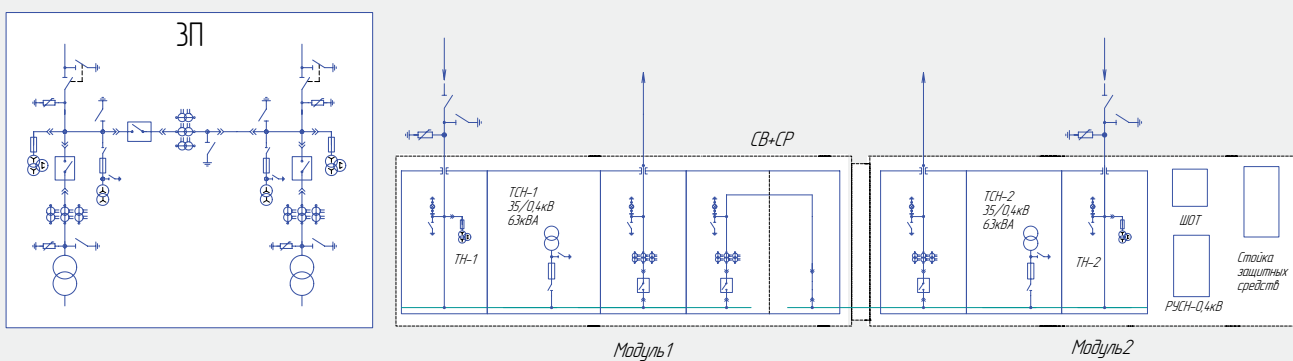 ЗП
СВ+СР
ТСН-1
35/0,4кВ
63кВА
ТН-1
ТСН-2
35/0,4кВ
63кВА
ТН-2
ШОТ
РУСН-0,4кВ
Стойка
защитных
средств
Модуль1
Модуль2